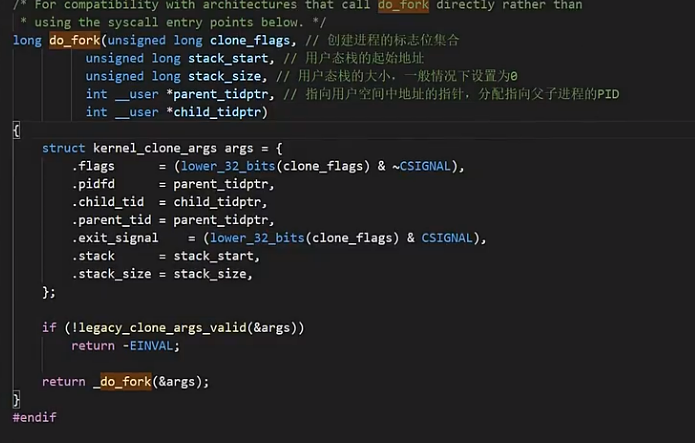 /* For compatibility with architectures that call do_fork directly rather than
 * using the syscall entry points below. */
long do_fork(unsigned long clone_flags, // 创建进程的标志位集合
          unsigned long stack_start, // 用户态栈的起始地址
          unsigned long stack_size, // 用户态栈的大小，一般情况下设置为0
          int __user *parent_tidptr, // 指向用户空间中地址的指针，分配指向父子进程的PID
          int __user *child_tidptr)
{
    struct kernel_clone_args args = {
        .flags      = (lower_32_bits(clone_flags) & ~CSIGNAL),
        .pidfd      = parent_tidptr,
        .child_tid  = child_tidptr,
        .parent_tid = parent_tidptr,
        .exit_signal    = (lower_32_bits(clone_flags) & CSIGNAL),
        .stack      = stack_start,
        .stack_size = stack_size,
    };

    if (!legacy_clone_args_valid(&args))
        return -EINVAL;

    return _do_fork(&args);
}
#endif